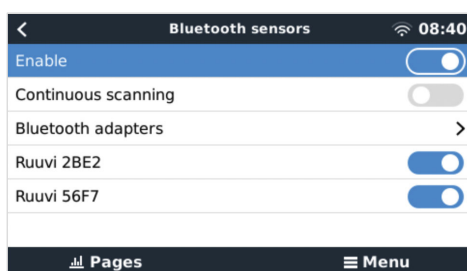 Bluetooth sensors 08:40
Enable
Continuous scanning
Bluetooth adapters
Ruuvi 2BE2
Ruuvi 56F7
Pages Menu